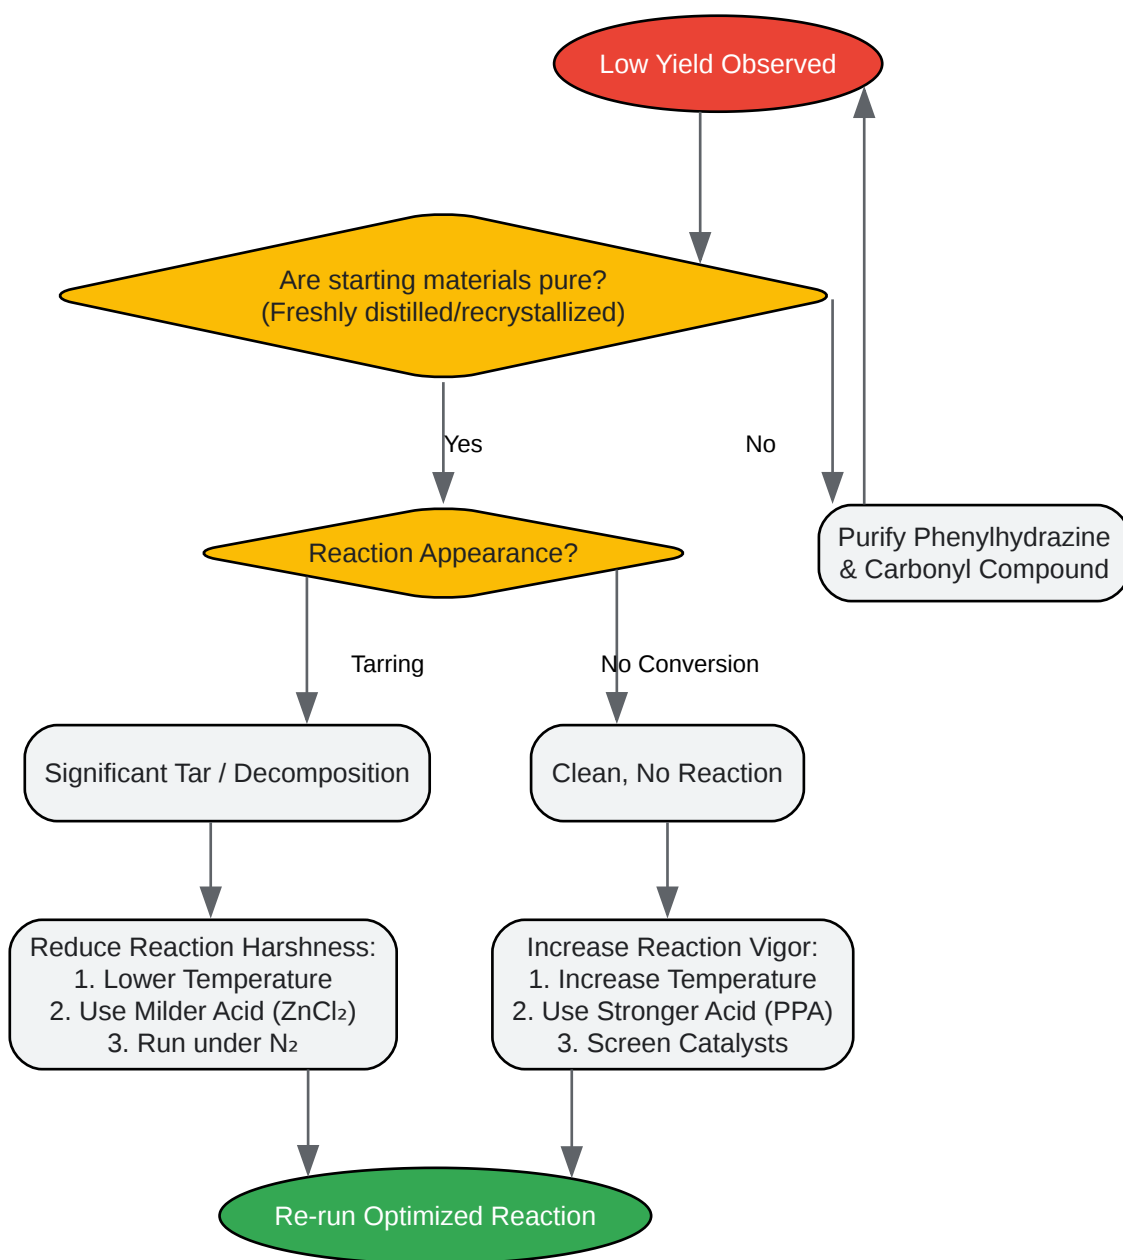 Low Yield Observed
Are starting materials pure?
(Freshly distilled/recrystallized)
Yes
No
Purify Phenylhydrazine
& Carbonyl Compound
Reaction Appearance?
Tarring
No Conversion
Significant Tar / Decomposition
Clean, No Reaction
Reduce Reaction Harshness:
1. Lower Temperature
2. Use Milder Acid (ZnCl₂)
3. Run under N₂
Increase Reaction Vigor:
1. Increase Temperature
2. Use Stronger Acid (PPA)
3. Screen Catalysts
Re-run Optimized Reaction